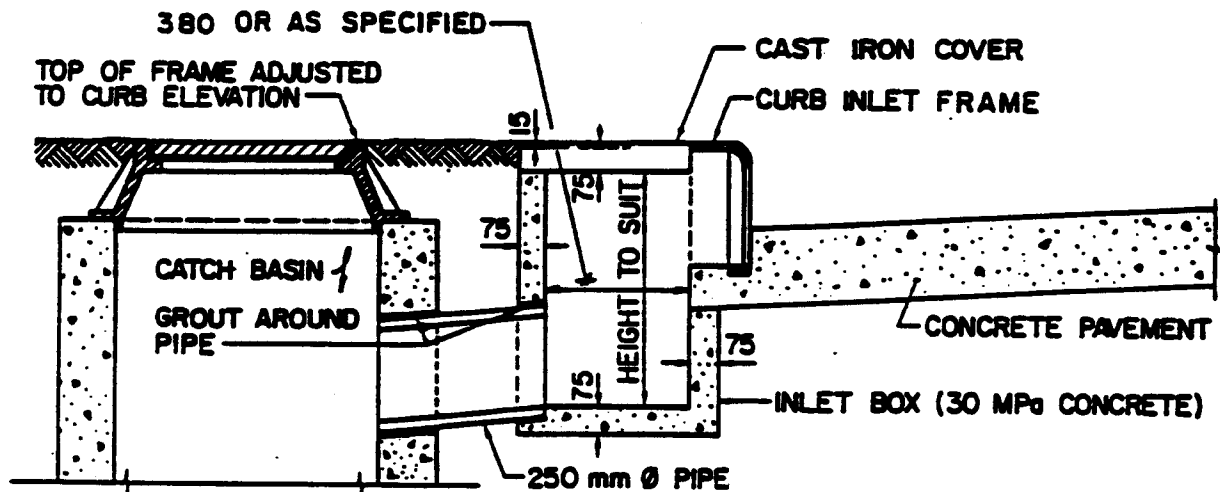 380 OR AS SPECIFIED
CAST IRON COVER
TOP OF FRAME ADJUSTED
TO CURB ELEVATION
CURB INLET FRAME
15
75
75
HEIGHT TO SUIT
CATCH BASIN
GROUT AROUND
PIPE
CONCRETE PAVEMENT
75
75
INLET BOX (30 MPa CONCRETE)
250 mm Ø PIPE